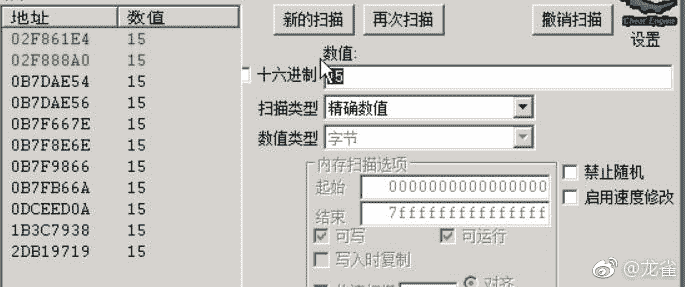 地址 数值
02F861E4 15
02F888A0 15
0B7DAE54 15
0B7DAE56 15
0B7F667E 15
0B7F8E6E 15
0B7F9866 15
0B7FB66A 15
0DCEED0A 15
1B3C7938 15
2DB19719 15
新的扫描 再次扫描 撤消扫描
Cheat Engine
设置
数值:
十六进制 15
扫描类型 精确数值
数值类型 字节
内存扫描选项
起始 0000000000000000
结束 7fffffffffffffff
可写 可运行
写入时复制
对齐
禁止随机
启用速度修改
@龙雀